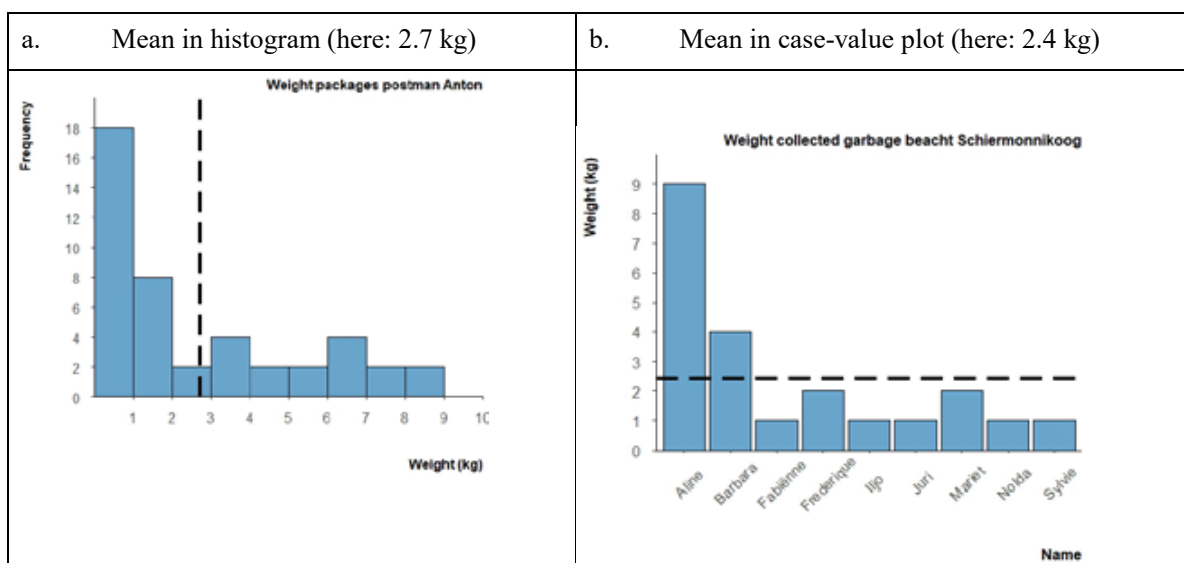 a. Mean in histogram (here: 2.7 kg)
Weight packages postman Anton
Frequency
18
16
14
12
10
8
6
4
2
0
1 2 3 4 5 6 7 8 9 10
Weight (kg)
b. Mean in case-value plot (here: 2.4 kg)
Weight collected garbage beacht Schiermonnikoog
Weight (kg)
9
8
7
6
5
4
3
2
1
0
Aline Barbara Fabiënne Frederique Iljo Juri Mariet Nolda Sylvie
Name